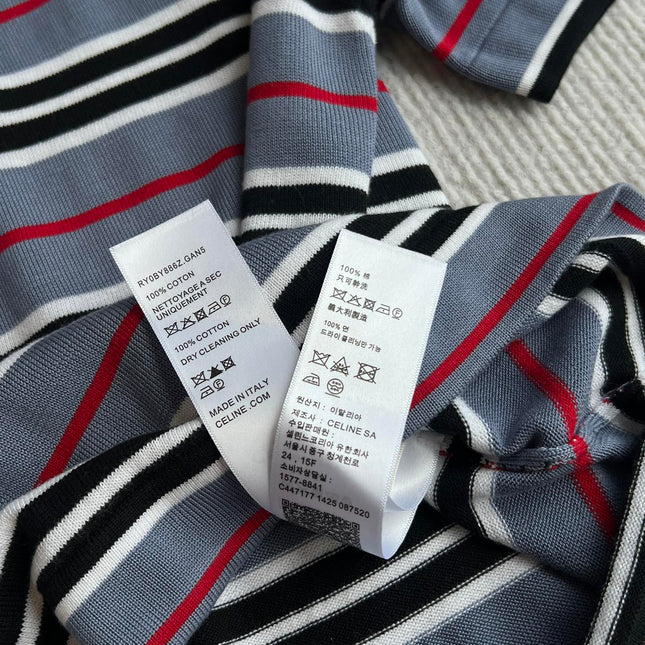 RY0BY886Z.GAN5
100% COTON
NETTOYAGE A SEC
UNIQUEMENT
100% COTTON
DRY CLEANING ONLY
MADE IN ITALY
CELINE .COM
100% 棉
只可幹洗
義大利製造
100% 면
드라이클리닝만 가능
원산지 : 이탈리아
제조사 : CELINE SA
수입판매원 :
셀린느코리아 유한회사
서울시 중구 청계천로
24 , 15F
소비자상담실 :
1577-8841
C447177 1425 087520